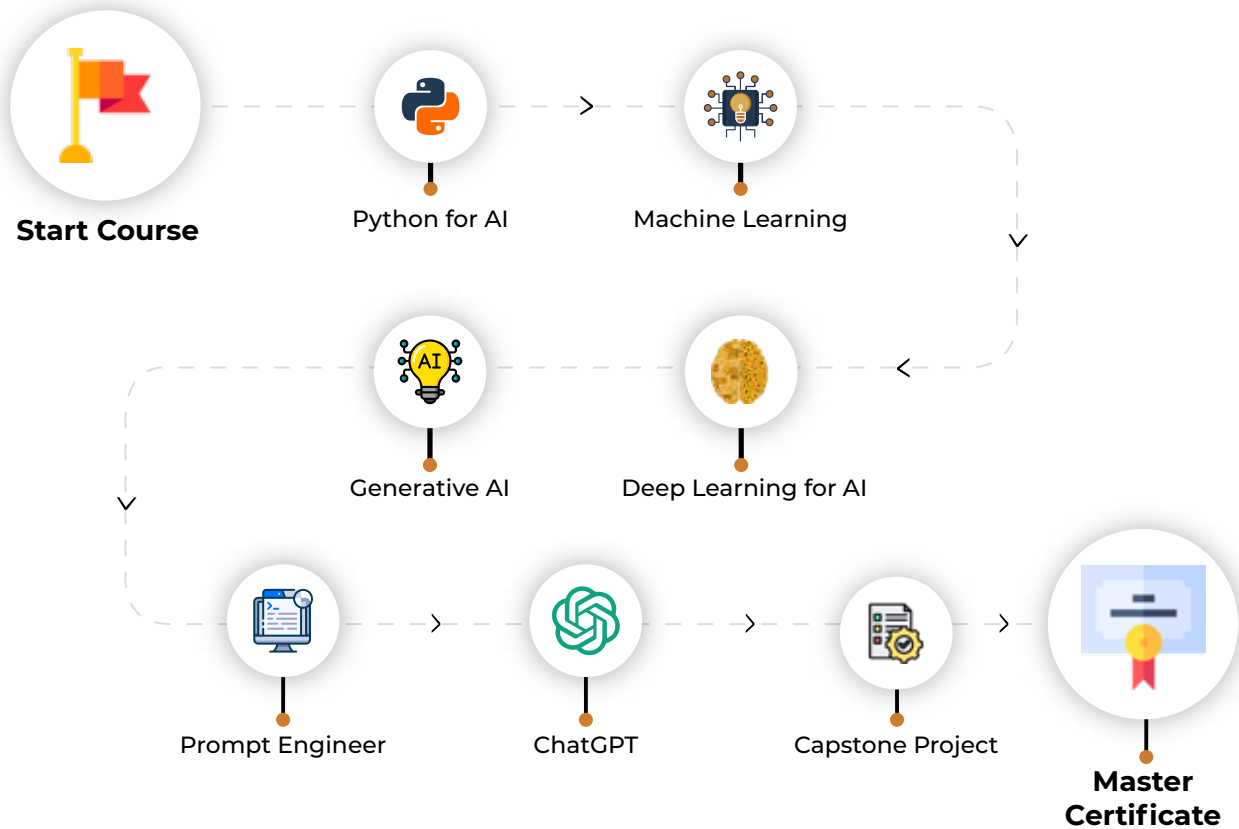 Start Course
Python for AI
Machine Learning
AI
Generative AI
Deep Learning for AI
Prompt Engineer
ChatGPT
Capstone Project
Master
Certificate